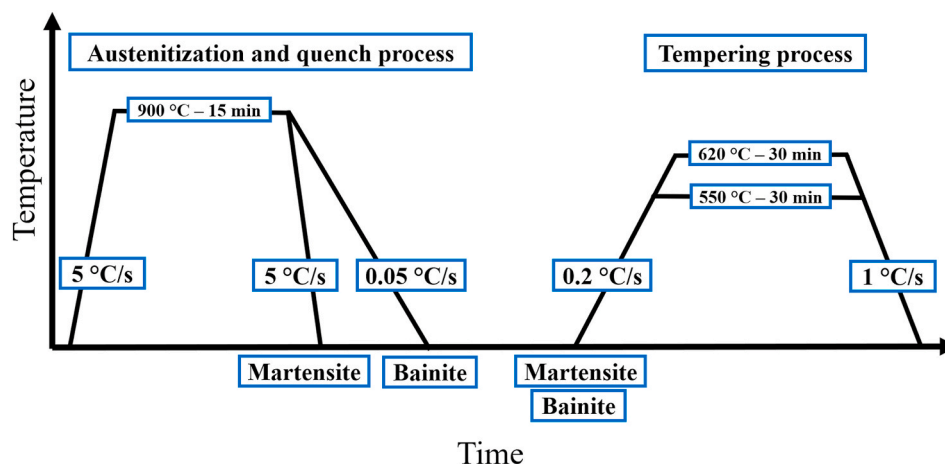 Temperature
Austenitization and quench process
Tempering process
900 °C – 15 min
620 °C – 30 min
550 °C – 30 min
5 °C/s
5 °C/s
0.05 °C/s
0.2 °C/s
1 °C/s
Martensite
Bainite
Martensite
Bainite
Time